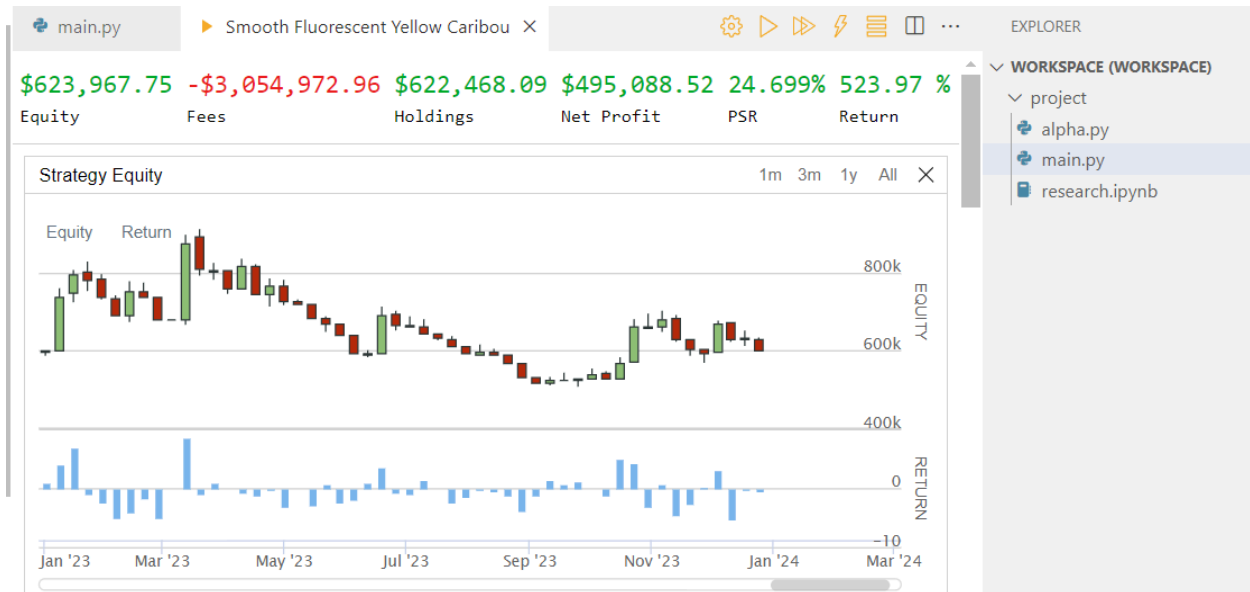 main.py
Smooth Fluorescent Yellow Caribou
EXPLORER
WORKSPACE (WORKSPACE)
project
alpha.py
main.py
research.ipynb
$623,967.75 -$3,054,972.96 $622,468.09 $495,088.52 24.699% 523.97 %
Equity Fees Holdings Net Profit PSR Return
Strategy Equity
1m 3m 1y All
Equity Return
800k
600k
400k
EQUITY
0
-10
RETURN
Jan '23 Mar '23 May '23 Jul '23 Sep '23 Nov '23 Jan '24 Mar '24